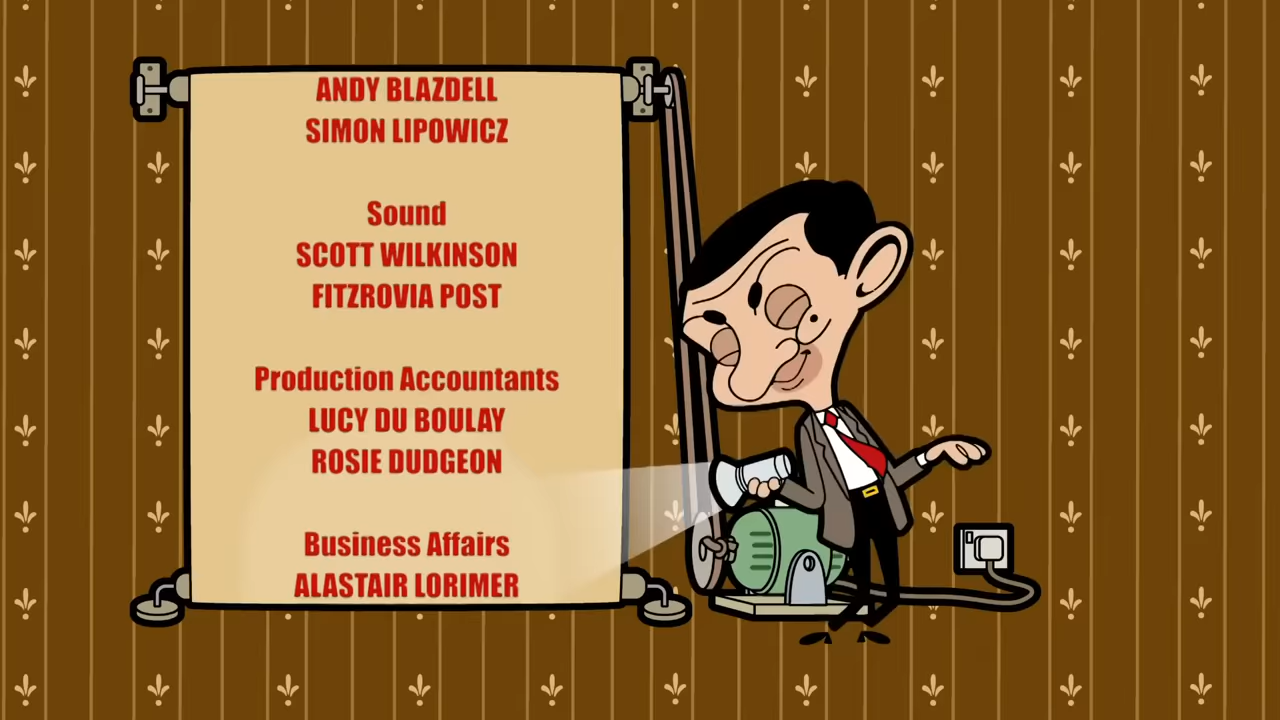 ANDY BLAZDELL
SIMON LIPOWICZ
Sound
SCOTT WILKINSON
FITZROVIA POST
Production Accountants
LUCY DU BOULAY
ROSIE DUDGEON
Business Affairs
ALASTAIR LORIMER